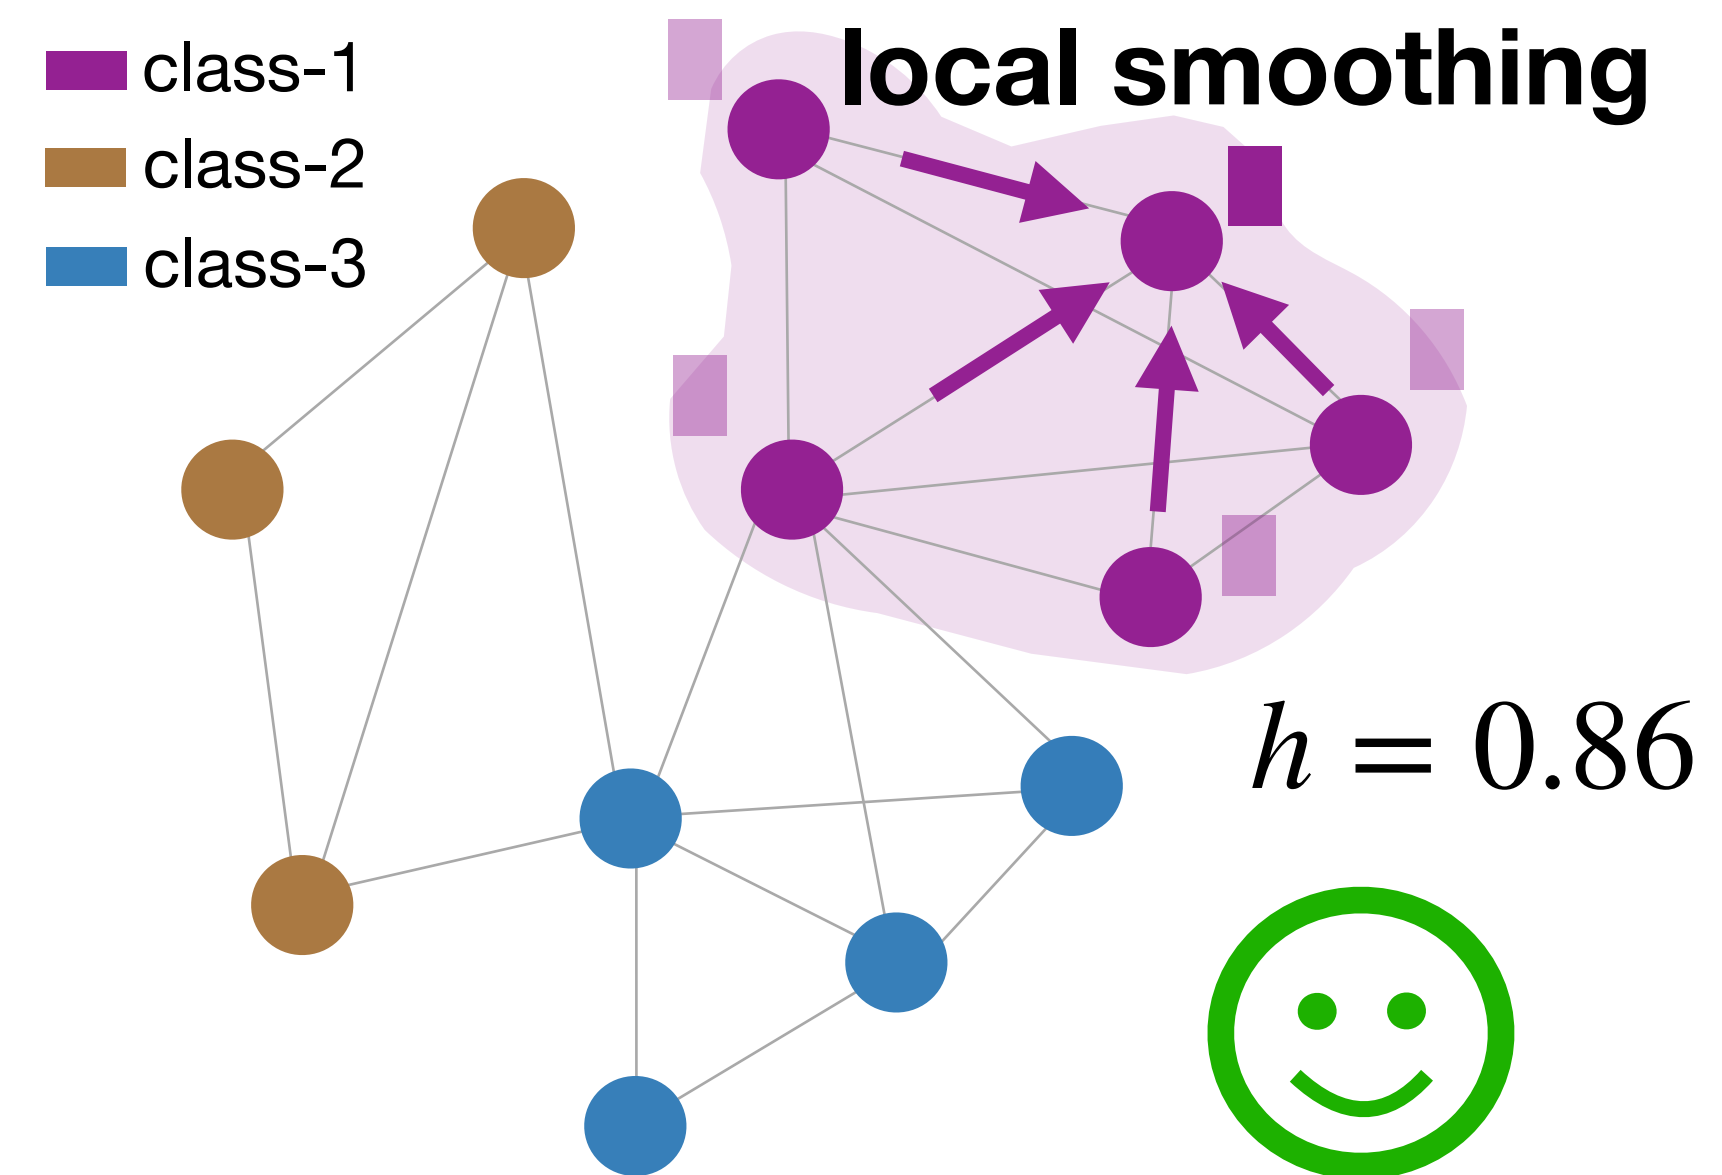 class-1
class-2
class-3
local smoothing
h = 0.86